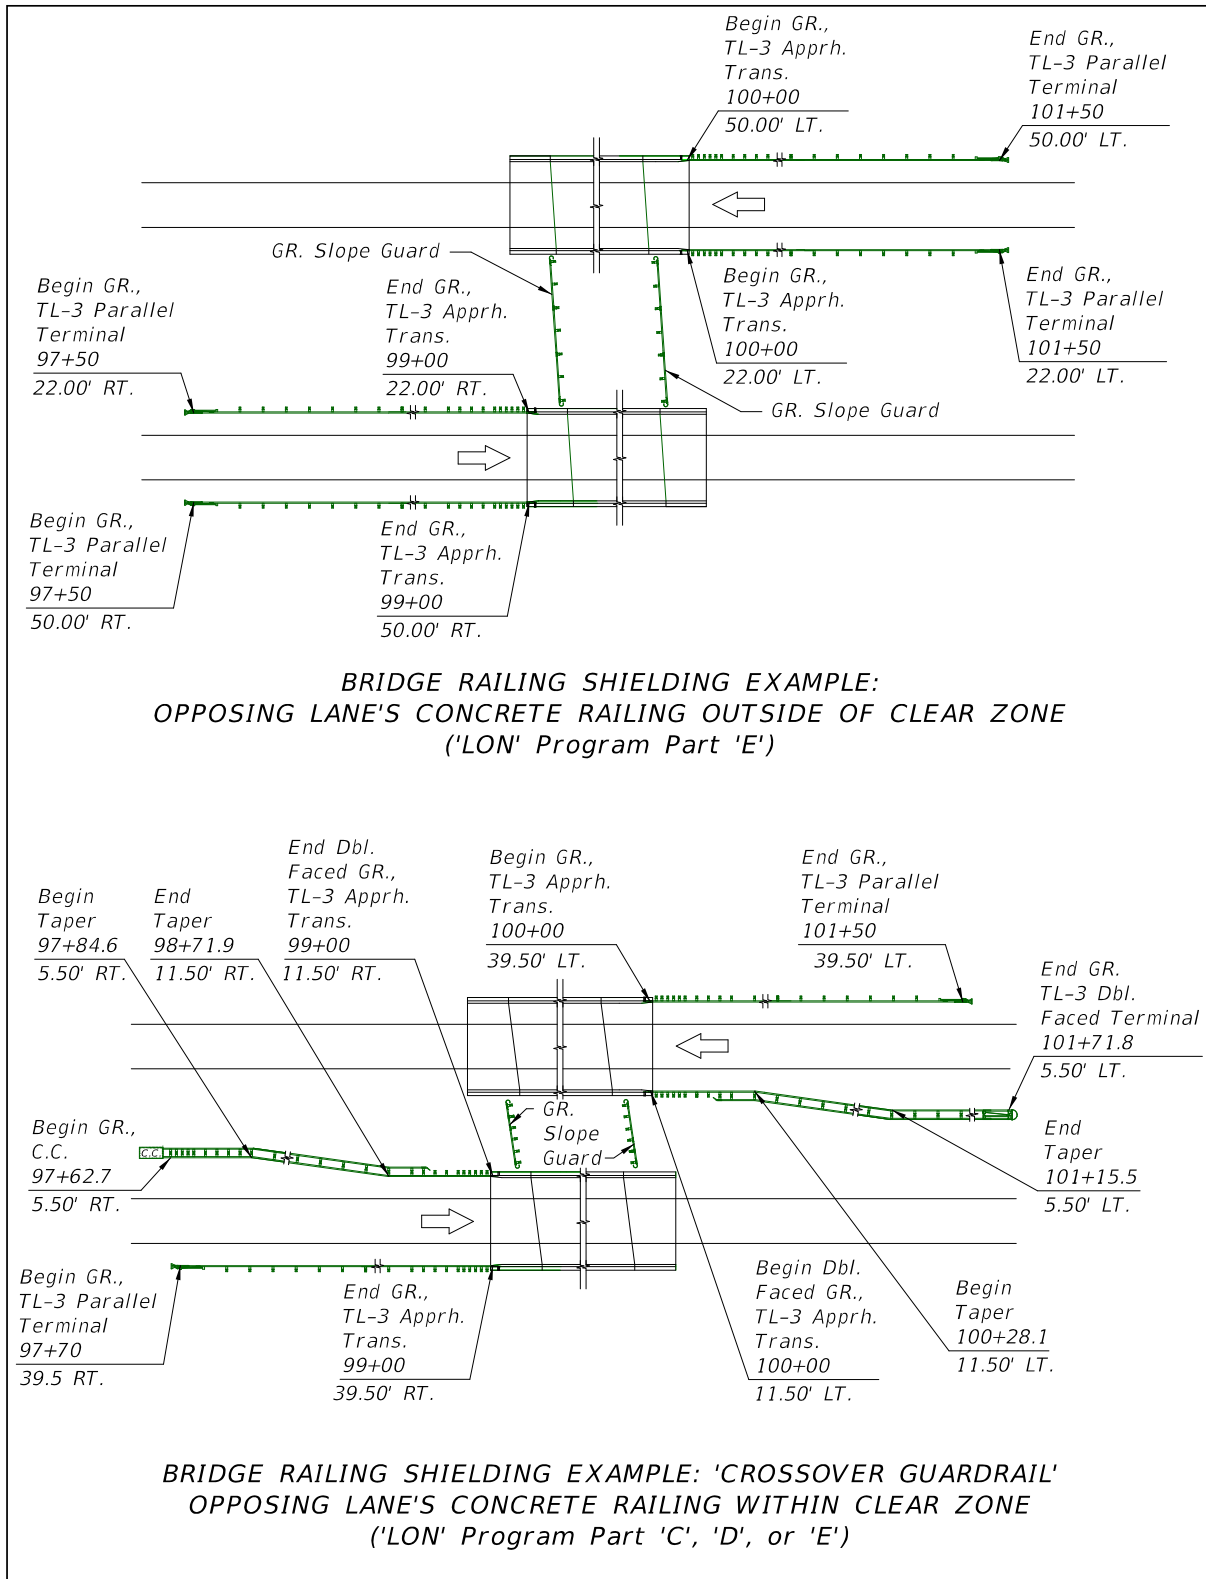 Begin GR.,
TL-3 Apprh.
Trans.
100+00
50.00' LT.
End GR.,
TL-3 Parallel
Terminal
101+50
50.00' LT.
GR. Slope Guard
Begin GR.,
TL-3 Parallel
Terminal
97+50
22.00' RT.
End GR.,
TL-3 Apprh.
Trans.
99+00
22.00' RT.
Begin GR.,
TL-3 Apprh.
Trans.
100+00
22.00' LT.
End GR.,
TL-3 Parallel
Terminal
101+50
22.00' LT.
GR. Slope Guard
Begin GR.,
TL-3 Parallel
Terminal
97+50
50.00' RT.
End GR.,
TL-3 Apprh.
Trans.
99+00
50.00' RT.
BRIDGE RAILING SHIELDING EXAMPLE:
OPPOSING LANE'S CONCRETE RAILING OUTSIDE OF CLEAR ZONE
('LON' Program Part 'E')
Begin
Taper
97+84.6
5.50' RT.
End
Taper
98+71.9
11.50' RT.
End Dbl.
Faced GR.,
TL-3 Apprh.
Trans.
99+00
11.50' RT.
Begin GR.,
TL-3 Apprh.
Trans.
100+00
39.50' LT.
End GR.,
TL-3 Parallel
Terminal
101+50
39.50' LT.
End GR.
TL-3 Dbl.
Faced Terminal
101+71.8
5.50' LT.
GR.
Slope
Guard
Begin GR.,
C.C.
97+62.7
5.50' RT.
C.C.
End
Taper
101+15.5
5.50' LT.
Begin GR.,
TL-3 Parallel
Terminal
97+70
39.5 RT.
End GR.,
TL-3 Apprh.
Trans.
99+00
39.50' RT.
Begin Dbl.
Faced GR.,
TL-3 Apprh.
Trans.
100+00
11.50' LT.
Begin
Taper
100+28.1
11.50' LT.
BRIDGE RAILING SHIELDING EXAMPLE: 'CROSSOVER GUARDRAIL'
OPPOSING LANE'S CONCRETE RAILING WITHIN CLEAR ZONE
('LON' Program Part 'C', 'D', or 'E')